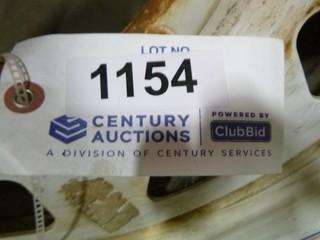 LOT NO.
1154
CENTURY AUCTIONS
POWERED BY
ClubBid
A DIVISION OF CENTURY SERVICES